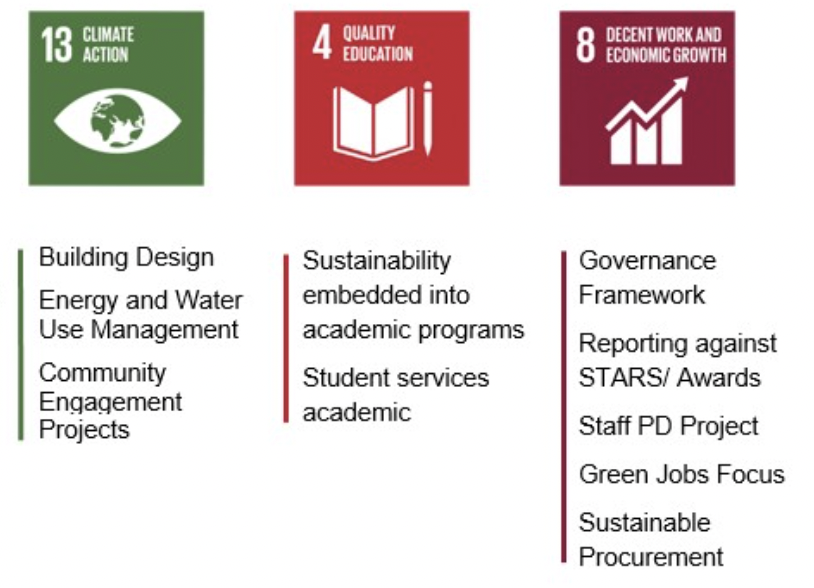 13 CLIMATE
ACTION
Building Design
Energy and Water
Use Management
Community
Engagement
Projects
4 QUALITY
EDUCATION
Sustainability
embedded into
academic programs
Student services
academic
8 DECENT WORK AND
ECONOMIC GROWTH
Governance
Framework
Reporting against
STARS/ Awards
Staff PD Project
Green Jobs Focus
Sustainable
Procurement